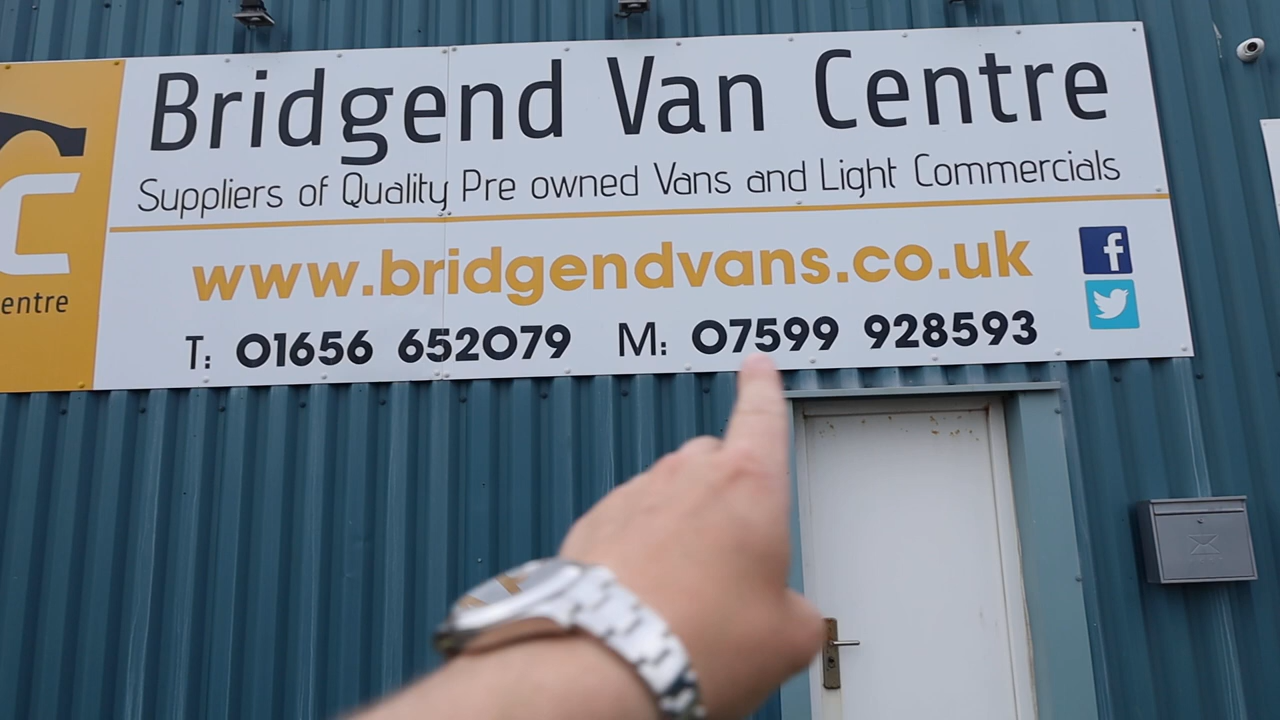 Bridgend Van Centre
Suppliers of Quality Pre owned Vans and Light Commercials
www.bridgendvans.co.uk
T: 01656 652079 M: 07599 928593
C
entre